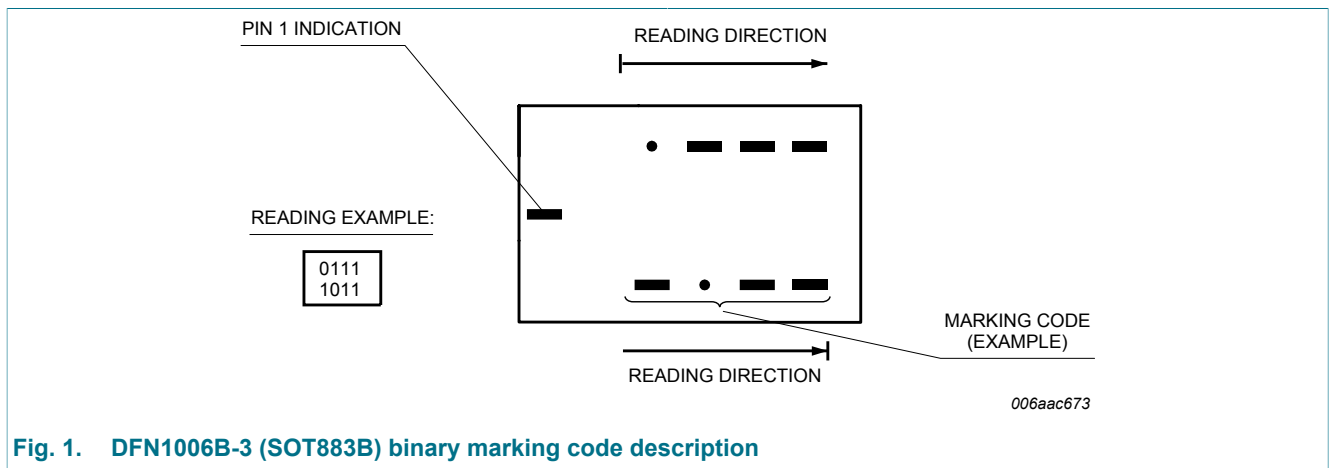 PIN 1 INDICATION
READING DIRECTION
READING EXAMPLE:
0111
1011
MARKING CODE
(EXAMPLE)
READING DIRECTION
006aac673
Fig. 1. DFN1006B-3 (SOT883B) binary marking code description